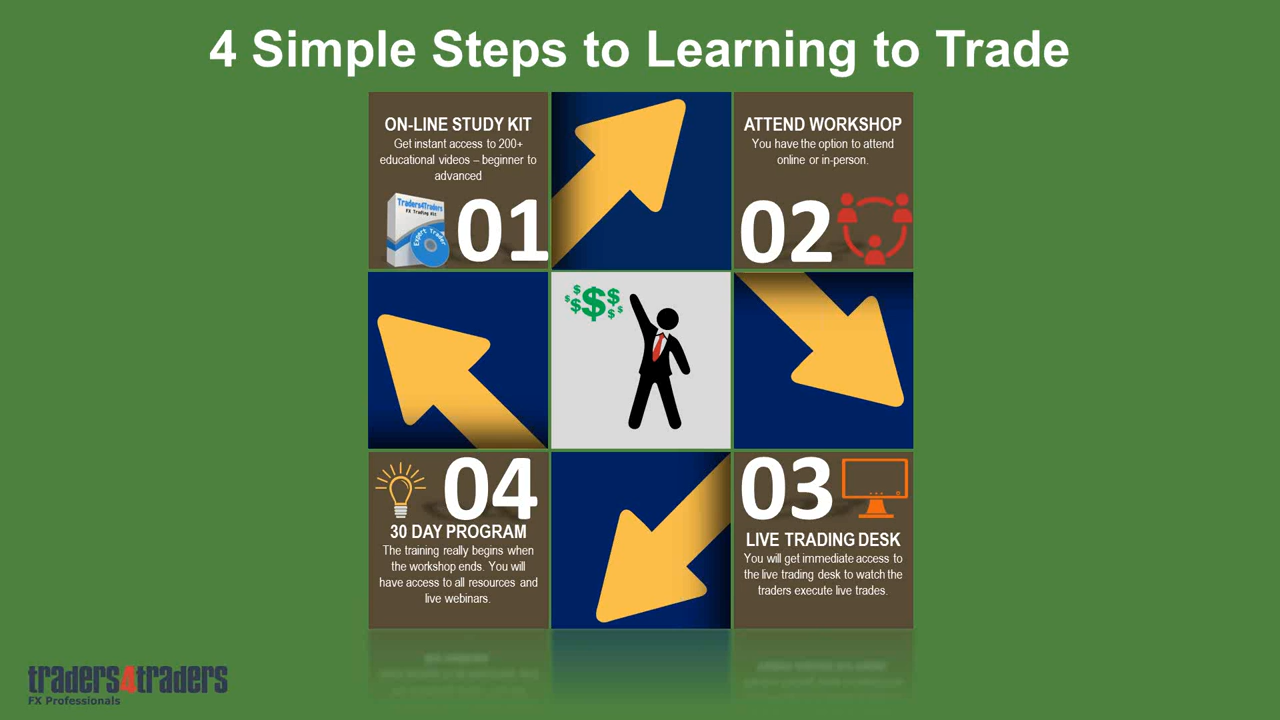 4 Simple Steps to Learning to Trade
ON-LINE STUDY KIT
Get instant access to 200+
educational videos – beginner to
advanced
Traders4Traders
FX Trading Kit
Expert Trader
01
ATTEND WORKSHOP
You have the option to attend
online or in-person.
02
$ $ $ $ $ $ $
03
LIVE TRADING DESK
You will get immediate access to
the live trading desk to watch the
traders execute live trades.
04
30 DAY PROGRAM
The training really begins when
the workshop ends. You will
have access to all resources and
live webinars.
traders4traders
FX Professionals